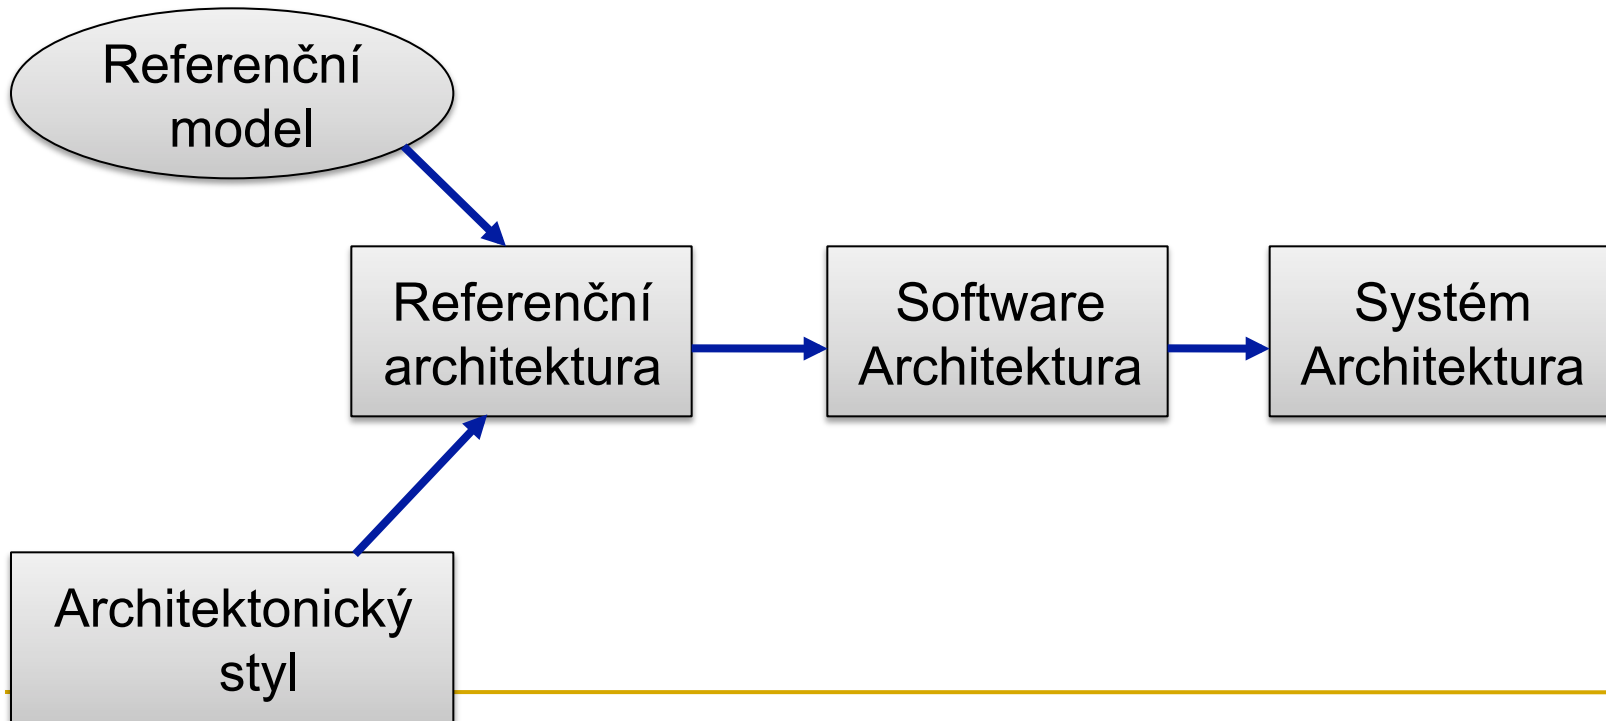 Referenční
model
Referenční
architektura
Software
Architektura
Systém
Architektura
Architektonický
styl